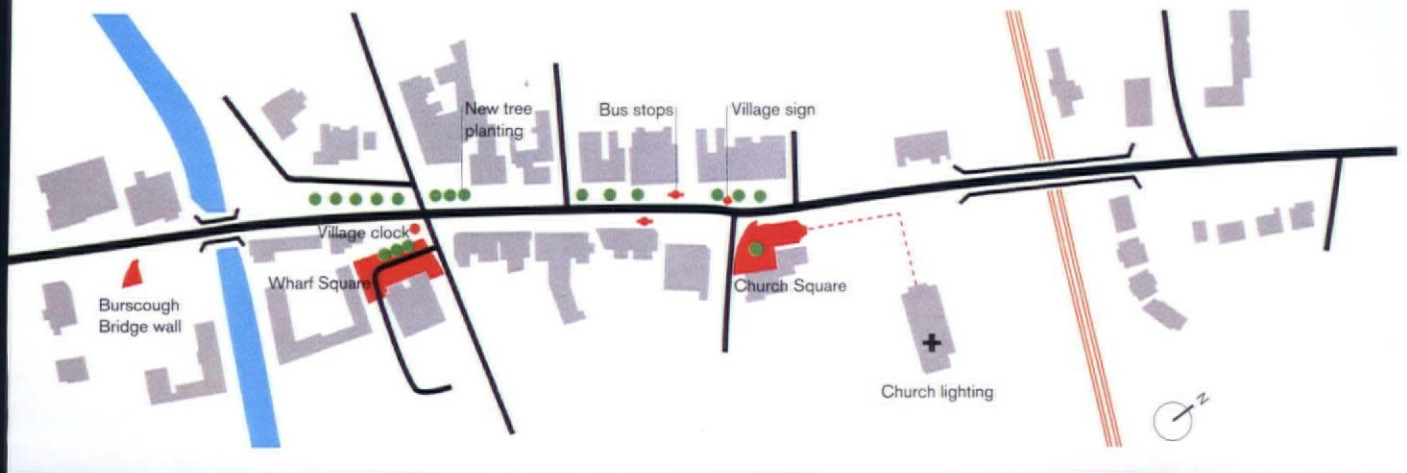 New tree
planting
Bus stops
Village sign
Village clock
Wharf Square
Burscough
Bridge wall
Church Square
Church lighting
N